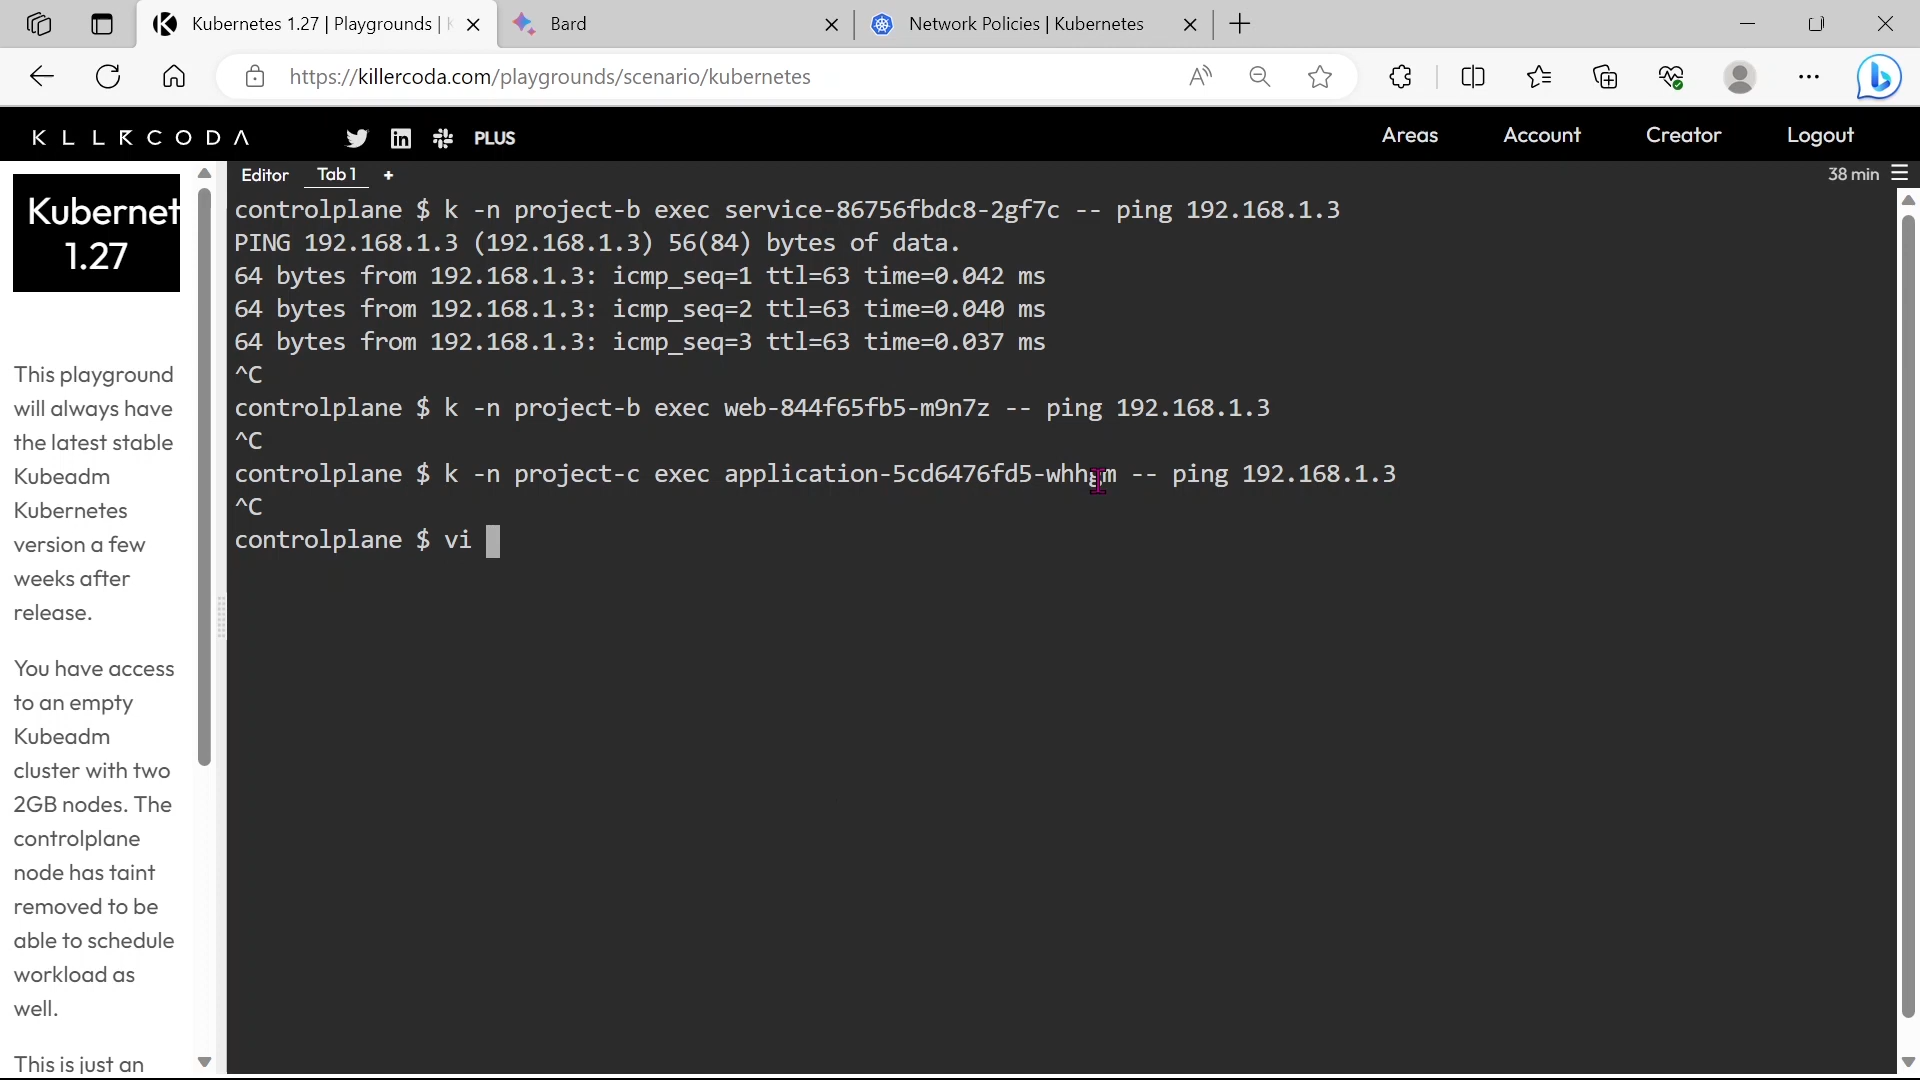 Kubernetes 1.27 | Playgrounds | K
Bard
Network Policies | Kubernetes
https://killercoda.com/playgrounds/scenario/kubernetes
KLLRCODA
PLUS
Areas
Account
Creator
Logout
Editor
Tab 1
+
38 min
Kubernet
1.27
This playground
will always have
the latest stable
Kubeadm
Kubernetes
version a few
weeks after
release.
You have access
to an empty
Kubeadm
cluster with two
2GB nodes. The
controlplane
node has taint
removed to be
able to schedule
workload as
well.
This is just an
controlplane $ k -n project-b exec service-86756fbdc8-2gf7c -- ping 192.168.1.3
PING 192.168.1.3 (192.168.1.3) 56(84) bytes of data.
64 bytes from 192.168.1.3: icmp_seq=1 ttl=63 time=0.042 ms
64 bytes from 192.168.1.3: icmp_seq=2 ttl=63 time=0.040 ms
64 bytes from 192.168.1.3: icmp_seq=3 ttl=63 time=0.037 ms
^C
controlplane $ k -n project-b exec web-844f65fb5-m9n7z -- ping 192.168.1.3
^C
controlplane $ k -n project-c exec application-5cd6476fd5-whhgm -- ping 192.168.1.3
^C
controlplane $ vi